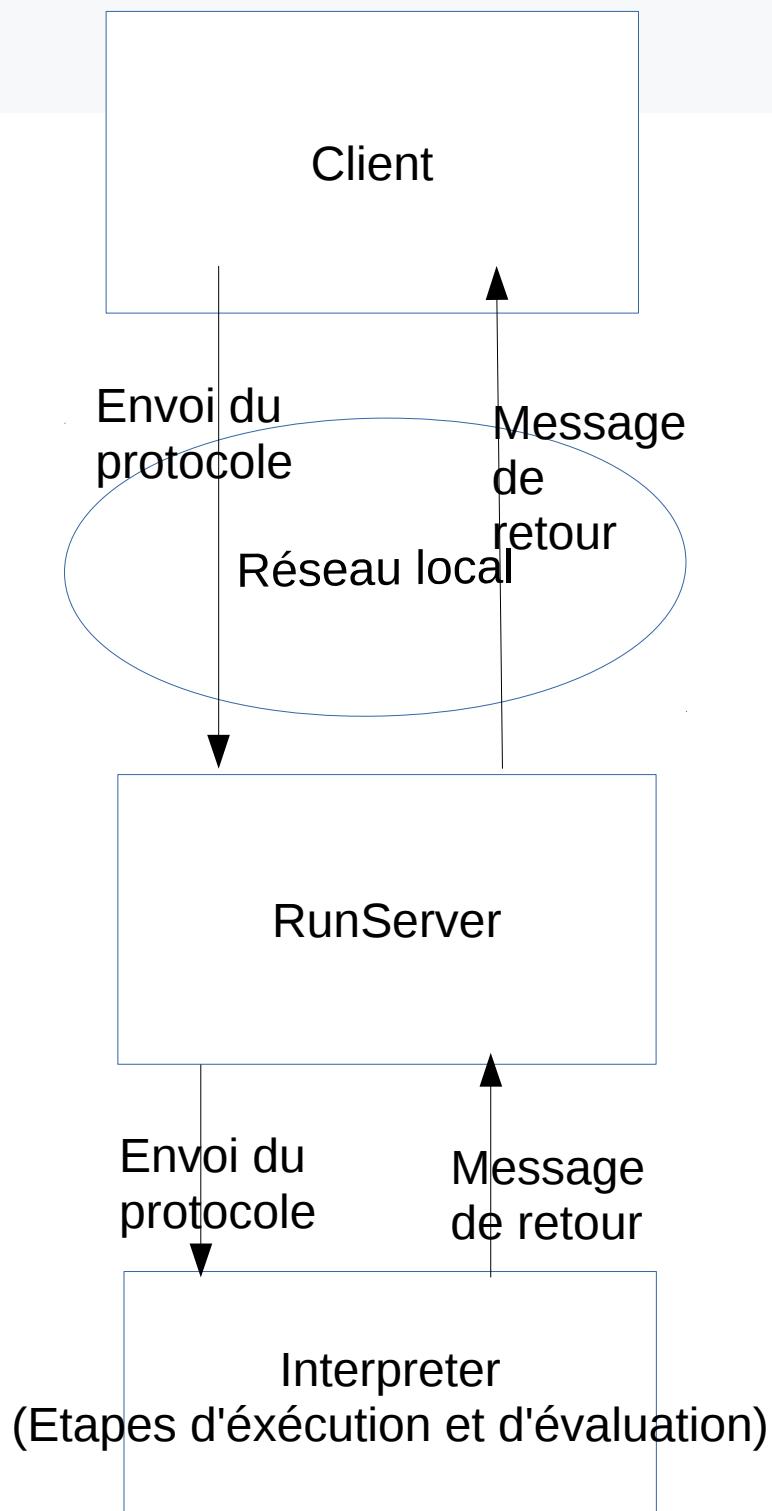 Client
Envoi du
protocole
Message
de
retour
Réseau local
RunServer
Envoi du
protocole
Message
de retour
Interpreter
(Etapes d'éxécution et d'évaluation)